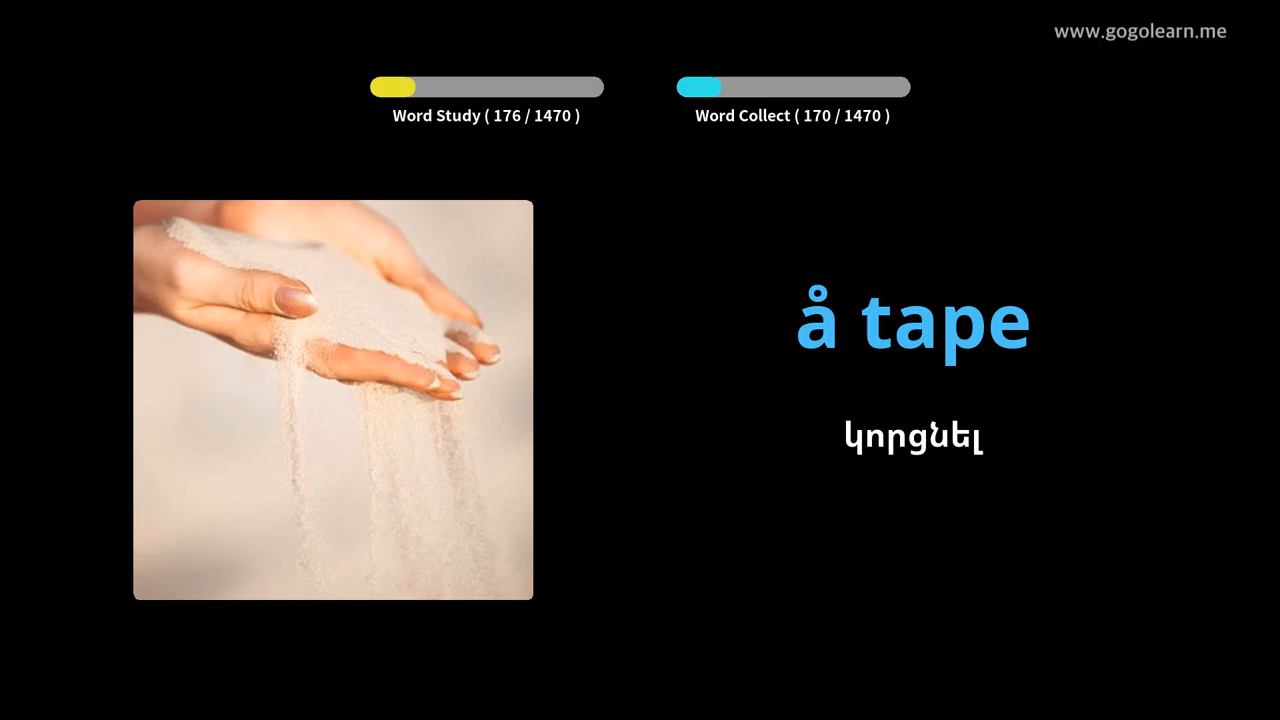 www.gogolearn.me
Word Study ( 176 / 1470 )
Word Collect ( 170 / 1470 )
å tape
կորցնել